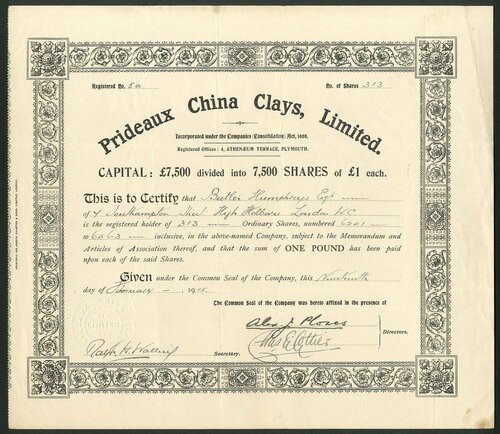 Registered No. 5a No. of Shares 313
Prideaux China Clays, Limited.
Incorporated under the Companies (Consolidation) Act, 1908.
Registered Offices: 4, ATHENÆUM TERRACE, PLYMOUTH.
CAPITAL: £7,500 divided into 7,500 SHARES of £1 each.
This is to Certify that Butler Humphreys Esq
of 7 Southampton Street High Holborn London W.C.
is the registered holder of 313 Ordinary Shares, numbered 6251
6563 inclusive, in the above-named Company, subject to the Memorandum and
Articles of Association thereof, and that the sum of ONE POUND has been paid
upon each of the said Shares.
Given under the Common Seal of the Company, this Nineteenth
day of February 1915
The Common Seal of the Company was hereto affixed in the presence of
Directors.
Secretary.